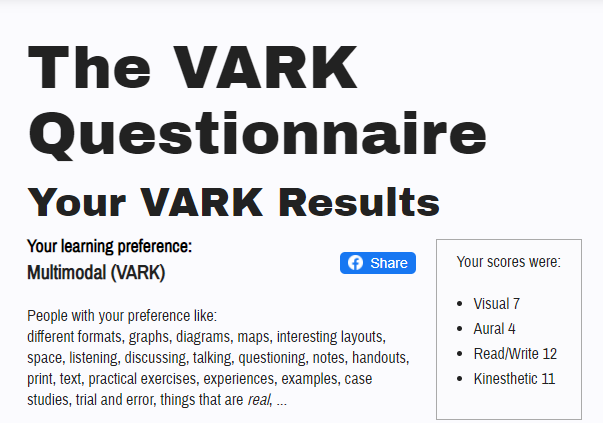 The VARK
Questionnaire
Your VARK Results
Your learning preference:
Multimodal (VARK)
Share
People with your preference like:
different formats, graphs, diagrams, maps, interesting layouts,
space, listening, discussing, talking, questioning, notes, handouts,
print, text, practical exercises, experiences, examples, case
studies, trial and error, things that are real, ...
Your scores were:
• Visual 7
• Aural 4
• Read/Write 12
• Kinesthetic 11